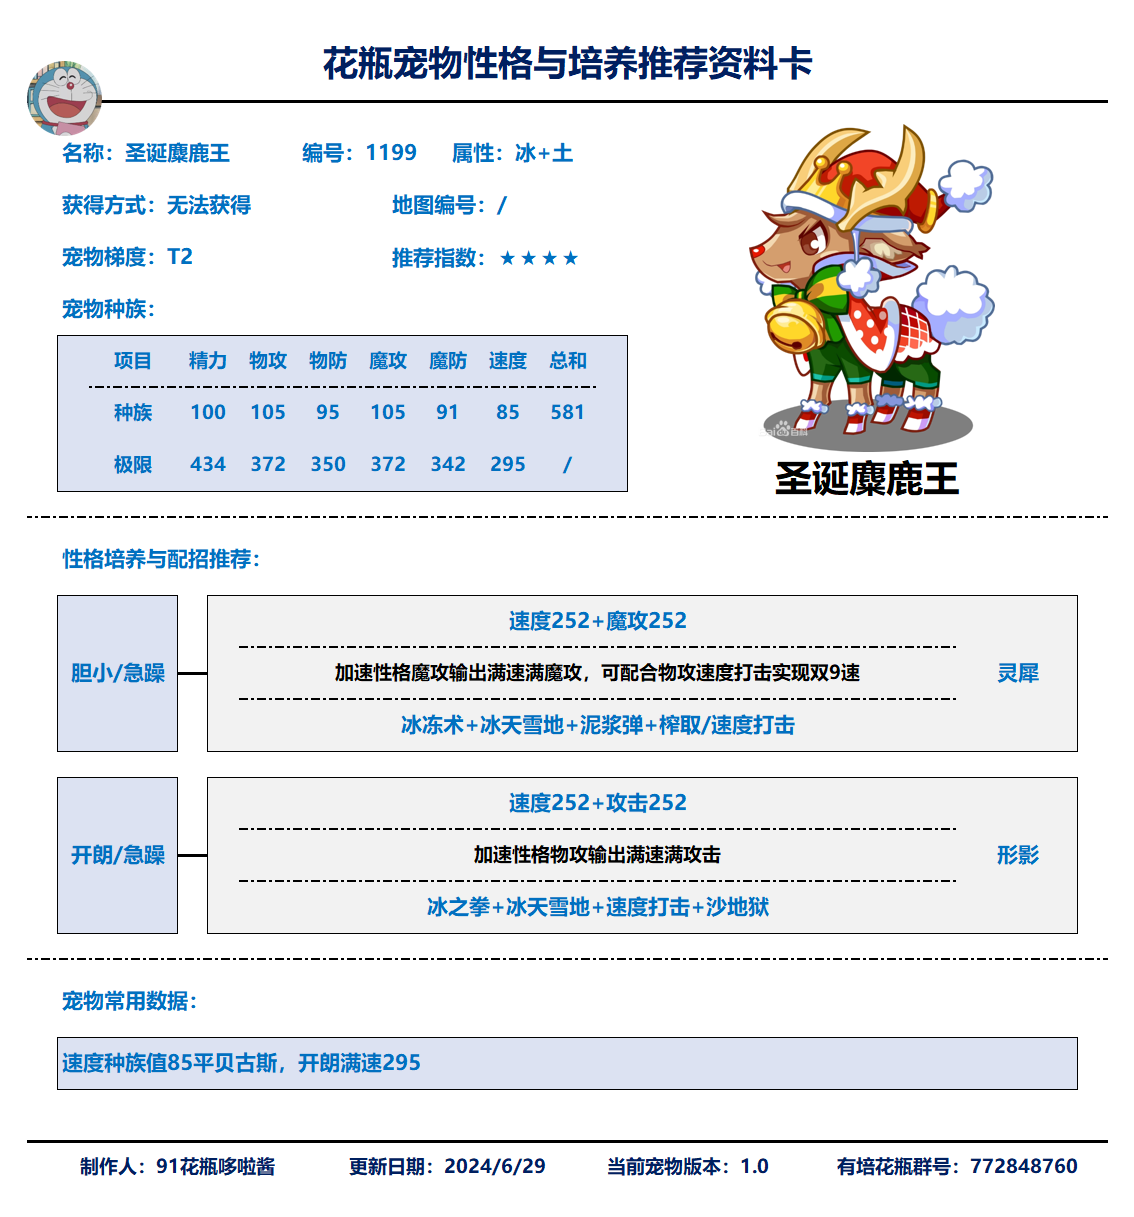 花瓶宠物性格与培养推荐资料卡
名称：圣诞麋鹿王 编号：1199 属性：冰+土
获得方式：无法获得 地图编号：/
宠物梯度：T2 推荐指数：★★★★
宠物种族：
项目 精力 物攻 物防 魔攻 魔防 速度 总和
种族 100 105 95 105 91 85 581
极限 434 372 350 372 342 295 /
Bai 百科
圣诞麋鹿王
性格培养与配招推荐：
速度252+魔攻252
胆小/急躁 加速性格魔攻输出满速满魔攻，可配合物攻速度打击实现双9速 灵犀
冰冻术+冰天雪地+泥浆弹+榨取/速度打击
速度252+攻击252
开朗/急躁 加速性格物攻输出满速满攻击 形影
冰之拳+冰天雪地+速度打击+沙地狱
宠物常用数据：
速度种族值85平贝古斯，开朗满速295
制作人：91花瓶哆啦酱 更新日期：2024/6/29 当前宠物版本：1.0 有培花瓶群号：772848760